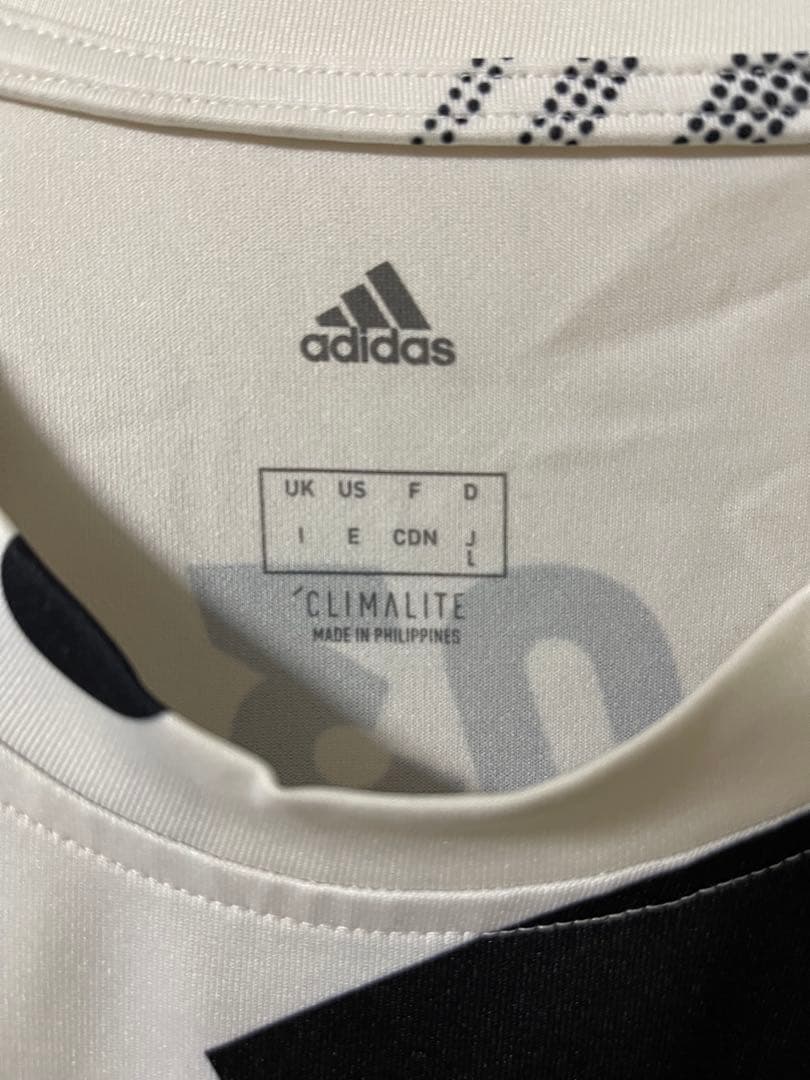 adidas
UK US F D
I E CDN J
L
CLIMALITE
MADE IN PHILIPPINES